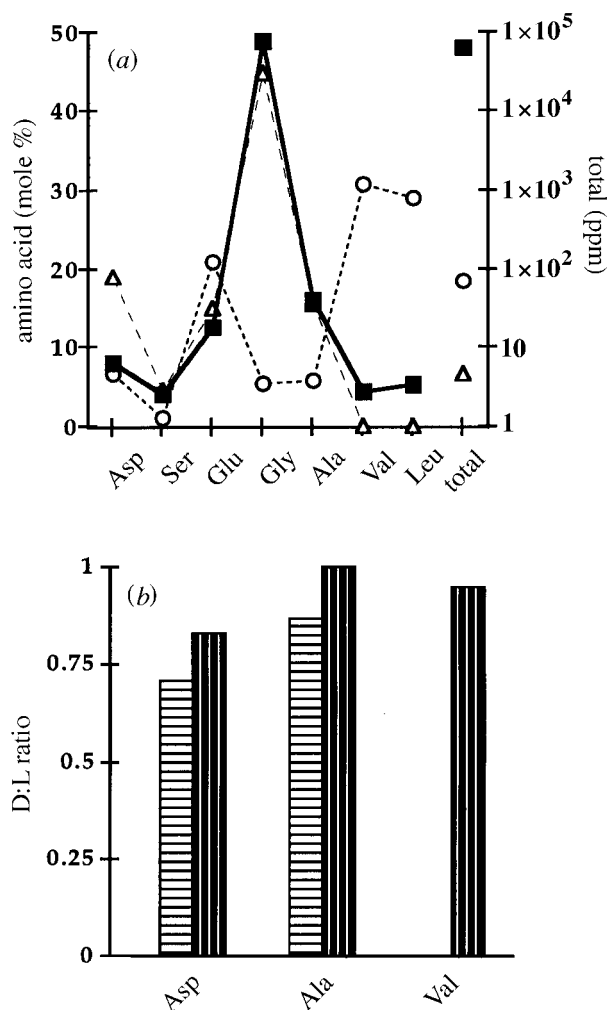 (a)
amino acid (mole %)
50
40
30
20
10
0
1×10⁵
1×10⁴
1×10³
1×10²
10
1
total (ppm)
Asp
Ser
Glu
Gly
Ala
Val
Leu
total
(b)
D:L ratio
1
0.75
0.5
0.25
0
Asp
Ala
Val